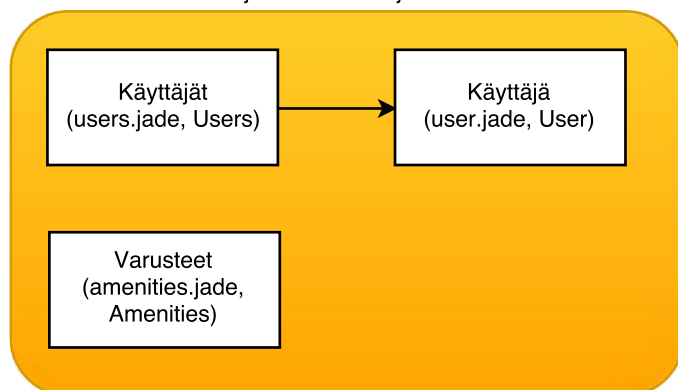 Käyttäjät
(users.jade, Users)
Käyttäjä
(user.jade, User)
Varusteet
(amenities.jade,
Amenities)